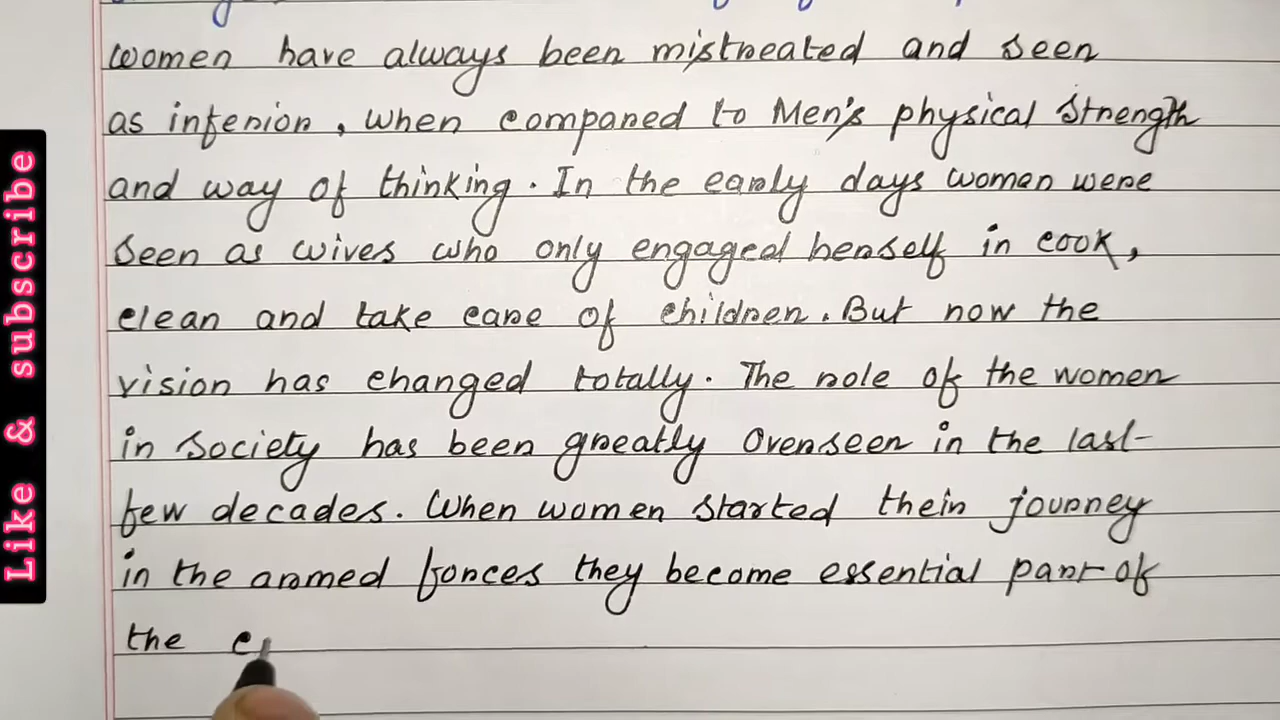 women have always been mistreated and seen
as inferior, when compared to Men's physical strength
and way of thinking. In the early days women were
seen as wives who only engaged herself in cook,
clean and take care of children. But now the
vision has changed totally. The role of the women
in society has been greatly Overseen in the last
few decades. When women started their journey
in the armed forces they become essential part of
the
Like & subscribe